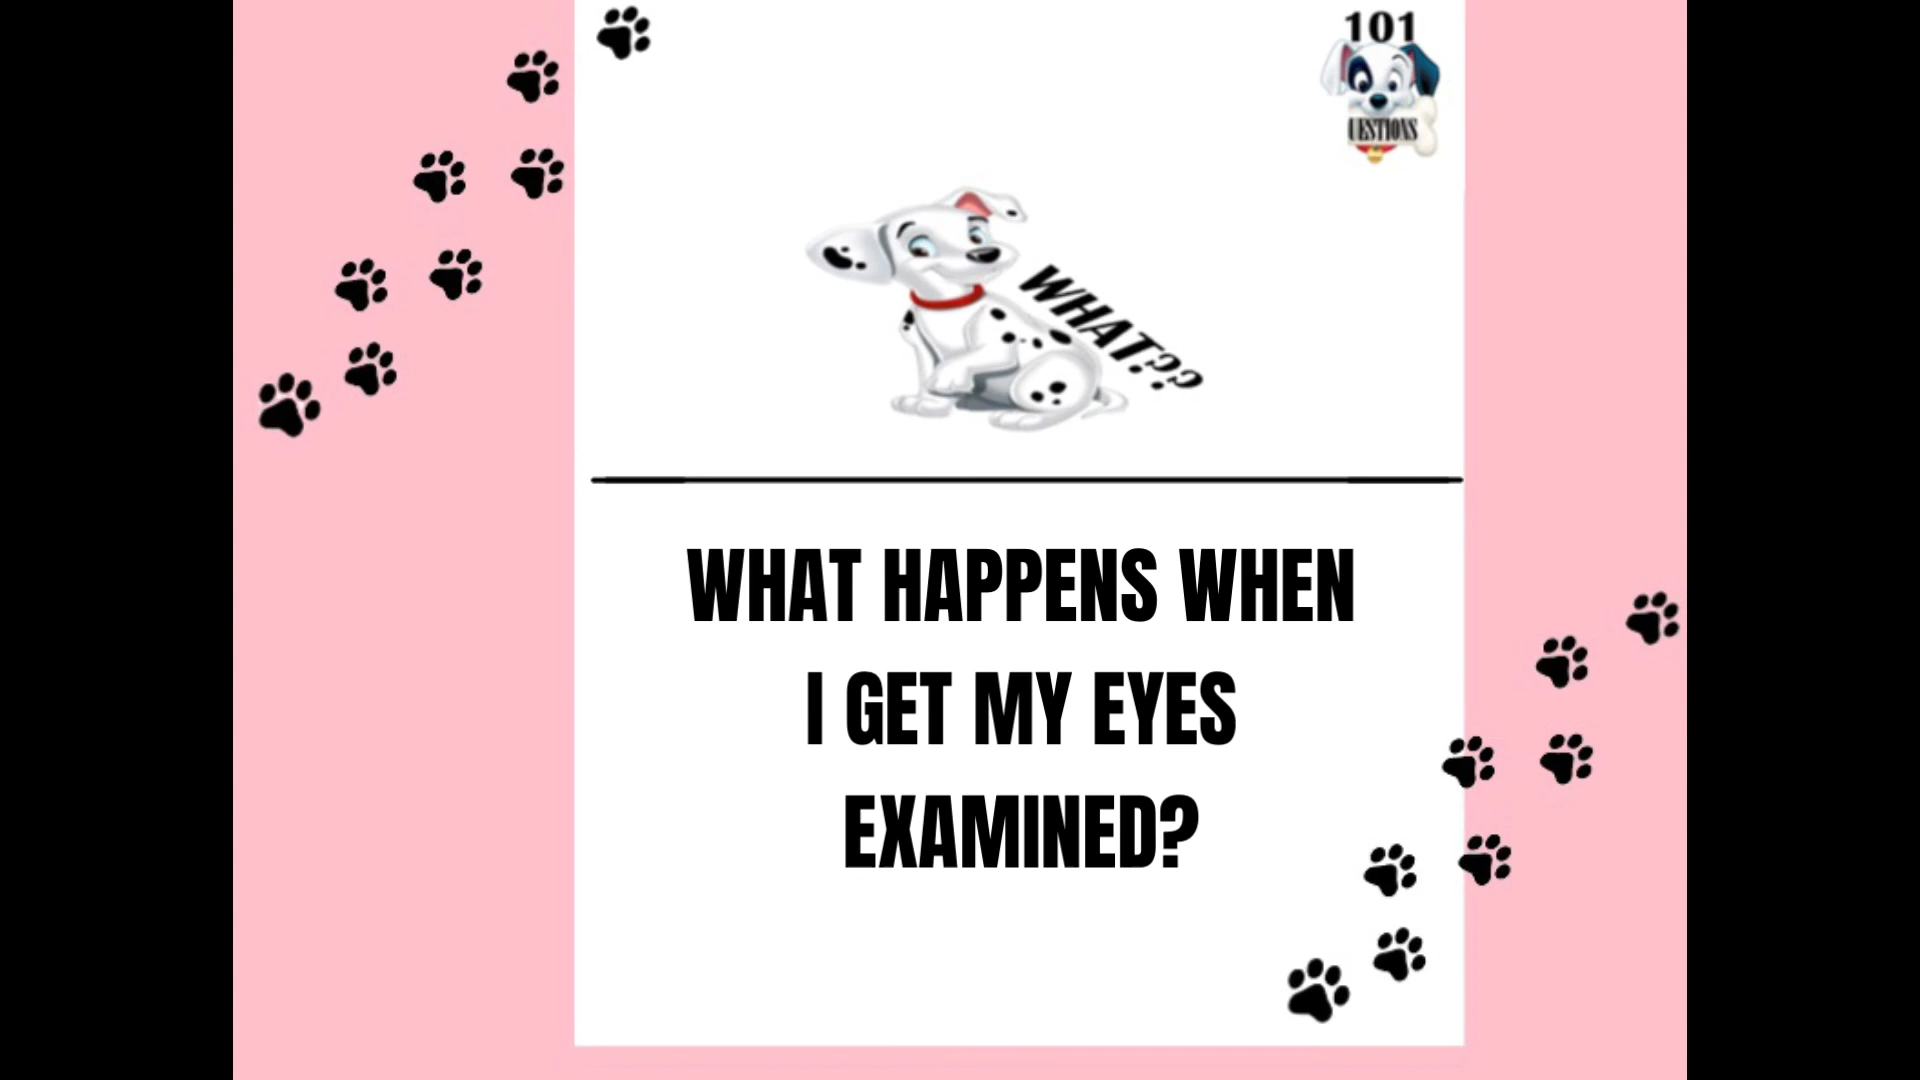 101
UESTIONS
WHAT??
WHAT HAPPENS WHEN
I GET MY EYES
EXAMINED?